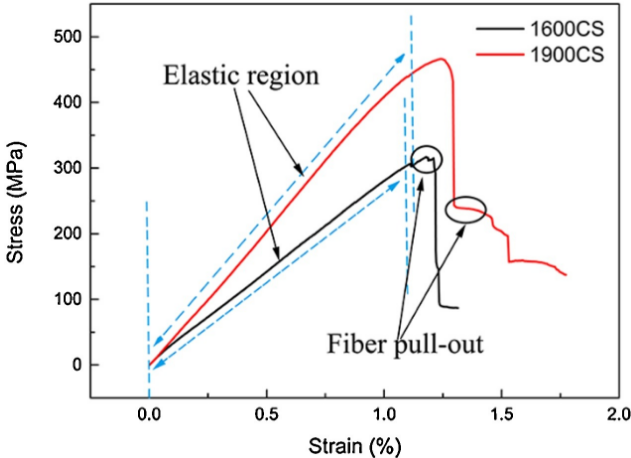 1600CS
1900CS
Elastic region
Fiber pull-out
Stress (MPa)
500
400
300
200
100
0
0.0 0.5 1.0 1.5 2.0
Strain (%)